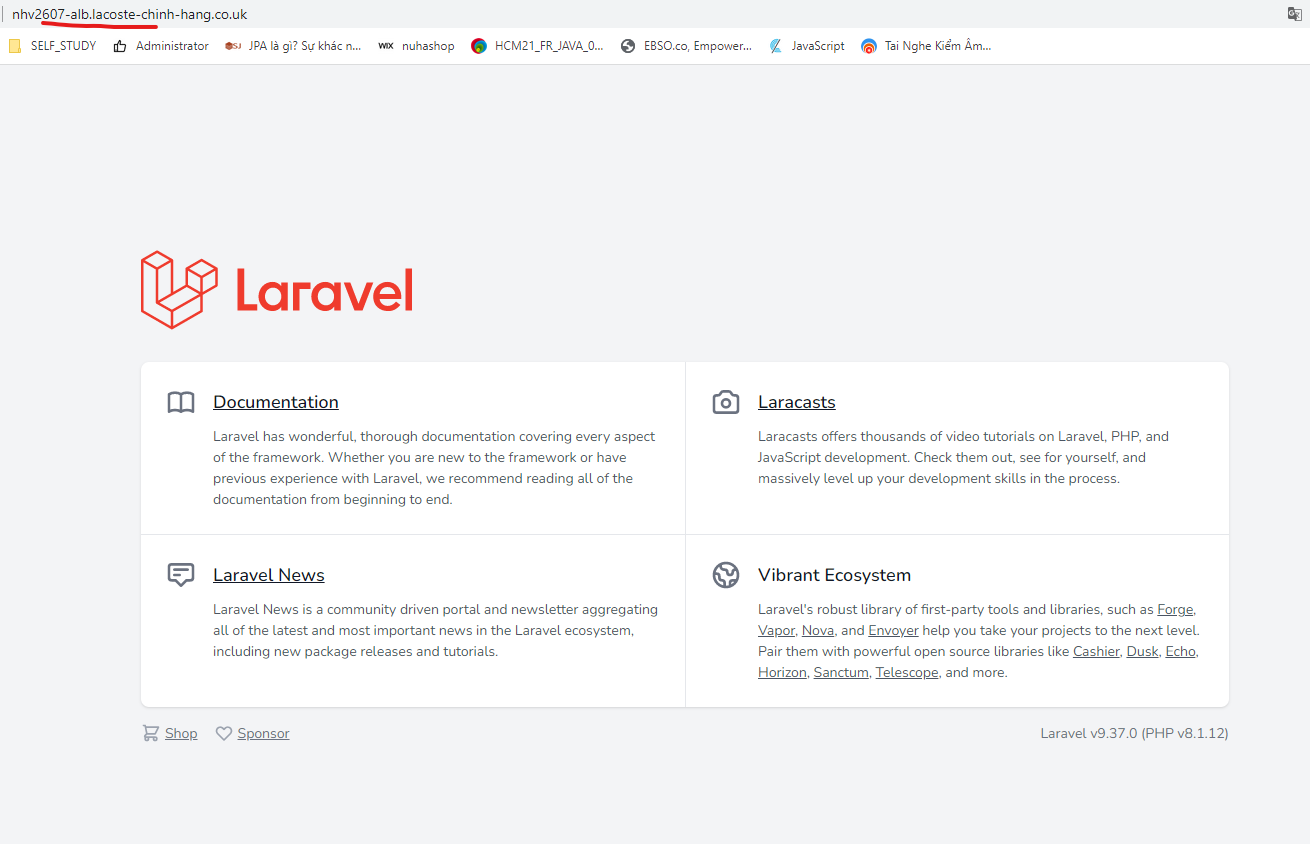 nhv2607-alb.lacoste-chinh-hang.co.uk
SELF_STUDY Administrator JPA là gì? Sự khác n... WIX nuhashop HCM21_FR_JAVA_0... EBSO.co, Empower... JavaScript Tai Nghe Kiểm Âm...
Laravel
Documentation
Laravel has wonderful, thorough documentation covering every aspect
of the framework. Whether you are new to the framework or have
previous experience with Laravel, we recommend reading all of the
documentation from beginning to end.
Laracasts
Laracasts offers thousands of video tutorials on Laravel, PHP, and
JavaScript development. Check them out, see for yourself, and
massively level up your development skills in the process.
Laravel News
Laravel News is a community driven portal and newsletter aggregating
all of the latest and most important news in the Laravel ecosystem,
including new package releases and tutorials.
Vibrant Ecosystem
Laravel's robust library of first-party tools and libraries, such as Forge,
Vapor, Nova, and Envoyer help you take your projects to the next level.
Pair them with powerful open source libraries like Cashier, Dusk, Echo,
Horizon, Sanctum, Telescope, and more.
Shop Sponsor Laravel v9.37.0 (PHP v8.1.12)